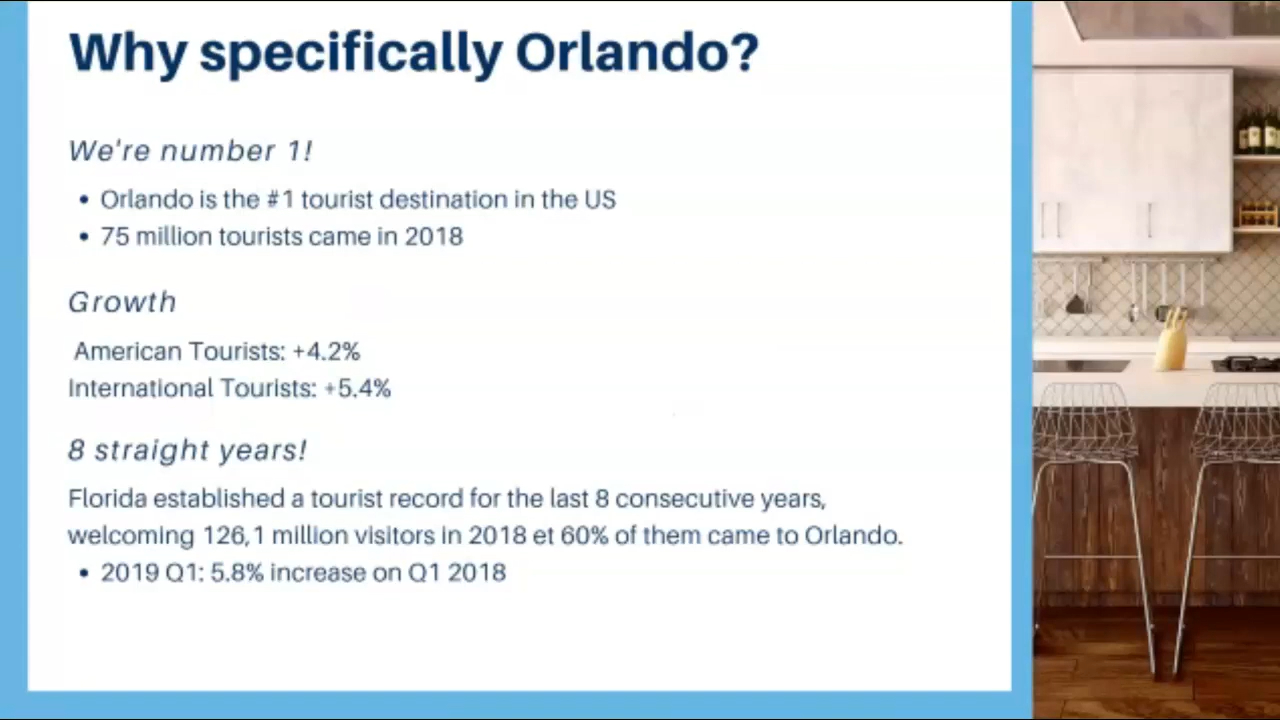 Why specifically Orlando?
We're number 1!
• Orlando is the #1 tourist destination in the US
• 75 million tourists came in 2018
Growth
American Tourists: +4.2%
International Tourists: +5.4%
8 straight years!
Florida established a tourist record for the last 8 consecutive years,
welcoming 126,1 million visitors in 2018 et 60% of them came to Orlando.
• 2019 Q1: 5.8% increase on Q1 2018